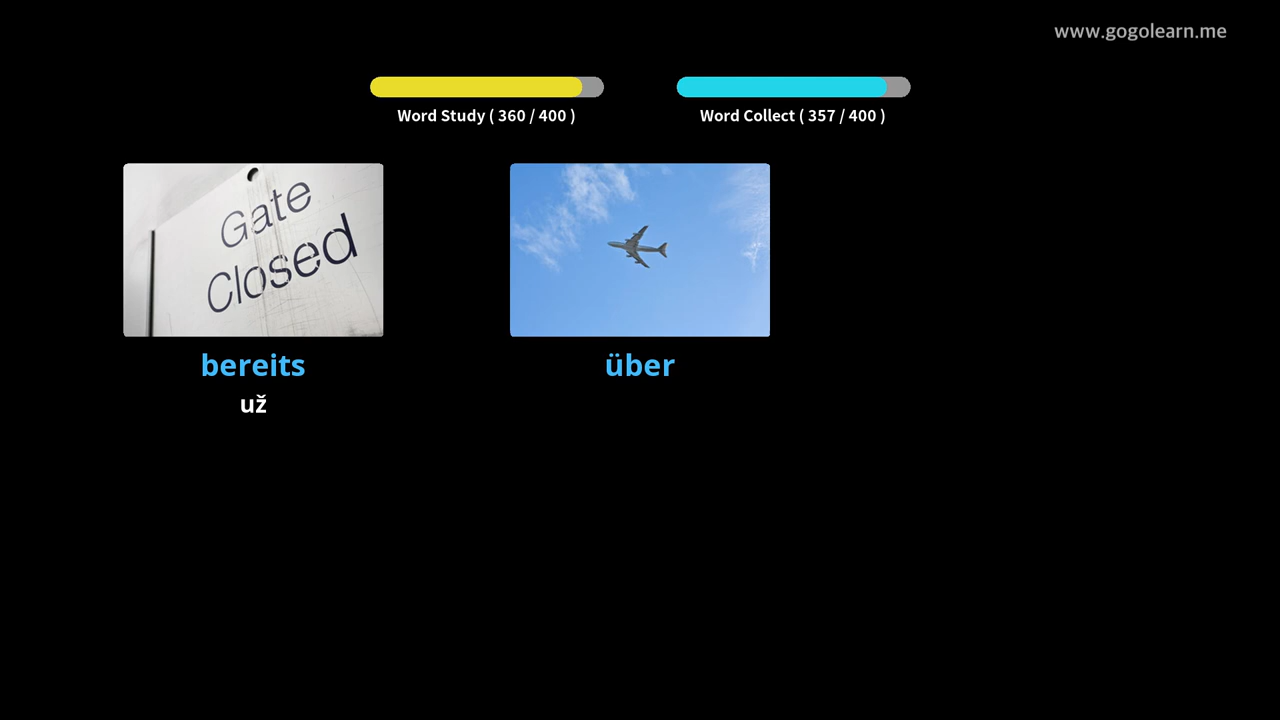 www.gogolearn.me
Word Study ( 360 / 400 )
Word Collect ( 357 / 400 )
Gate
Closed
bereits
über
už